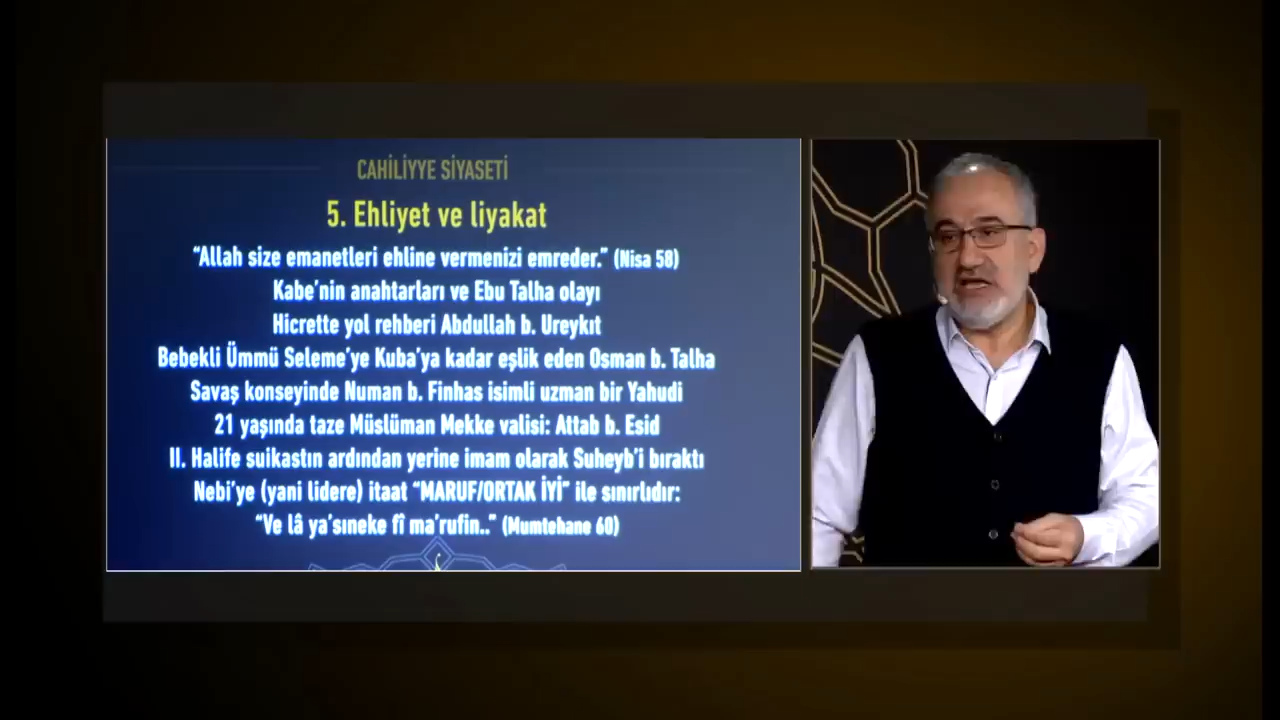 CAHİLİYYE SİYASETİ
5. Ehliyet ve liyakat
“Allah size emanetleri ehline vermenizi emreder.” (Nisa 58)
Kabe’nin anahtarları ve Ebu Talha olayı
Hicrette yol rehberi Abdullah b. Ureykıt
Bebekli Ümmü Seleme’ye Kuba’ya kadar eşlik eden Osman b. Talha
Savaş konseyinde Numan b. Finhas isimli uzman bir Yahudi
21 yaşında taze Müslüman Mekke valisi: Attab b. Esid
II. Halife suikastın ardından yerine imam olarak Suheyb’i bıraktı
Nebi’ye (yani lidere) itaat “MARUF/ORTAK İYİ” ile sınırlıdır:
“Ve lâ ya’sıneke fî ma’rufin..” (Mumtehane 60)